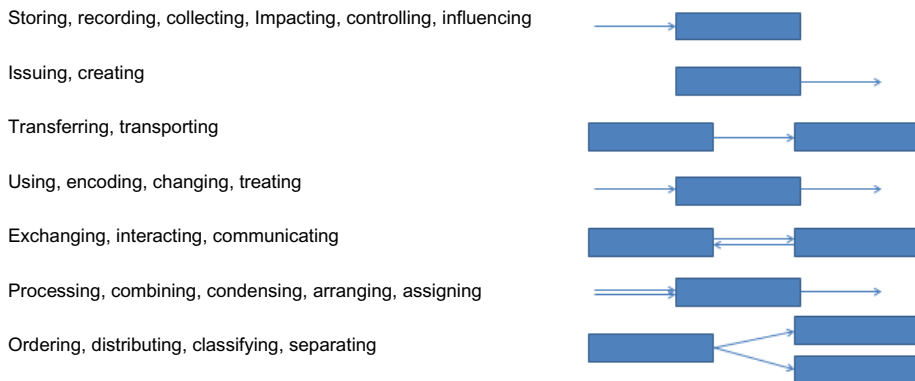 Storing, recording, collecting, Impacting, controlling, influencing
Issuing, creating
Transferring, transporting
Using, encoding, changing, treating
Exchanging, interacting, communicating
Processing, combining, condensing, arranging, assigning
Ordering, distributing, classifying, separating